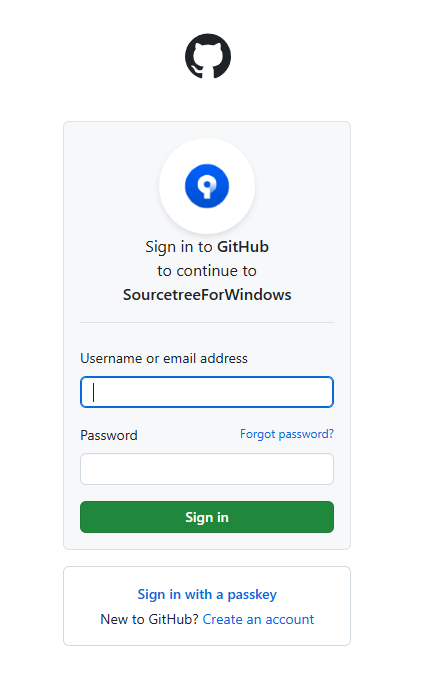 Sign in to GitHub
to continue to
SourcetreeForWindows
Username or email address
Password
Forgot password?
Sign in
Sign in with a passkey
New to GitHub? Create an account